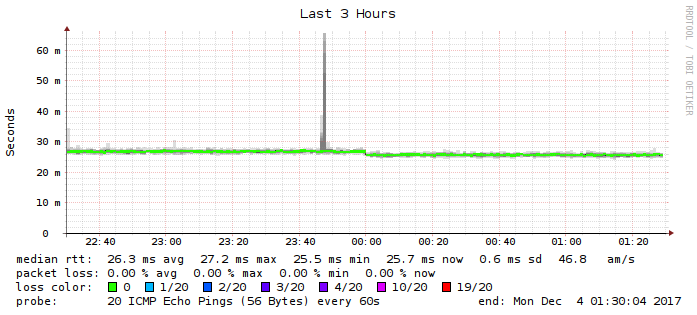 Last 3 Hours
RRDTOOL / TOBI OETIKER
Seconds
60 m
50 m
40 m
30 m
20 m
10 m
0
22:40 23:00 23:20 23:40 00:00 00:20 00:40 01:00 01:20
median rtt: 26.3 ms avg 27.2 ms max 25.5 ms min 25.7 ms now 0.6 ms sd 46.8 am/s
packet loss: 0.00 % avg 0.00 % max 0.00 % min 0.00 % now
loss color: 0 1/20 2/20 3/20 4/20 10/20 19/20
probe: 20 ICMP Echo Pings (56 Bytes) every 60s end: Mon Dec 4 01:30:04 2017